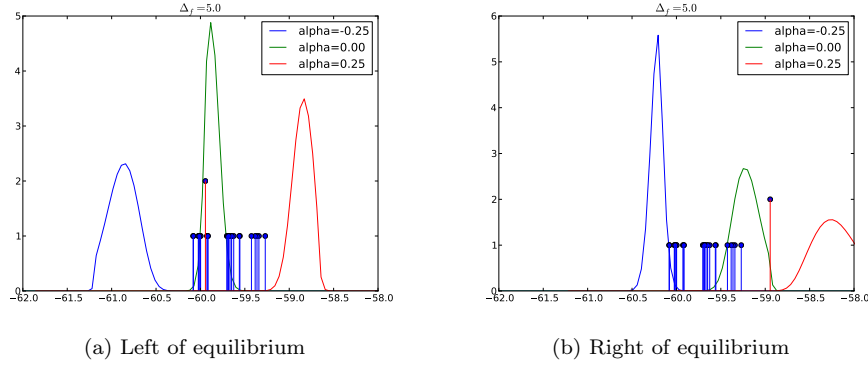 Δ_f = 5.0
alpha=-0.25
alpha=0.00
alpha=0.25
5
4
3
2
1
0
−62.0 −61.5 −61.0 −60.5 −60.0 −59.5 −59.0 −58.5 −58.0
(a) Left of equilibrium
Δ_f = 5.0
alpha=-0.25
alpha=0.00
alpha=0.25
6
5
4
3
2
1
0
−62.0 −61.5 −61.0 −60.5 −60.0 −59.5 −59.0 −58.5 −58.0
(b) Right of equilibrium